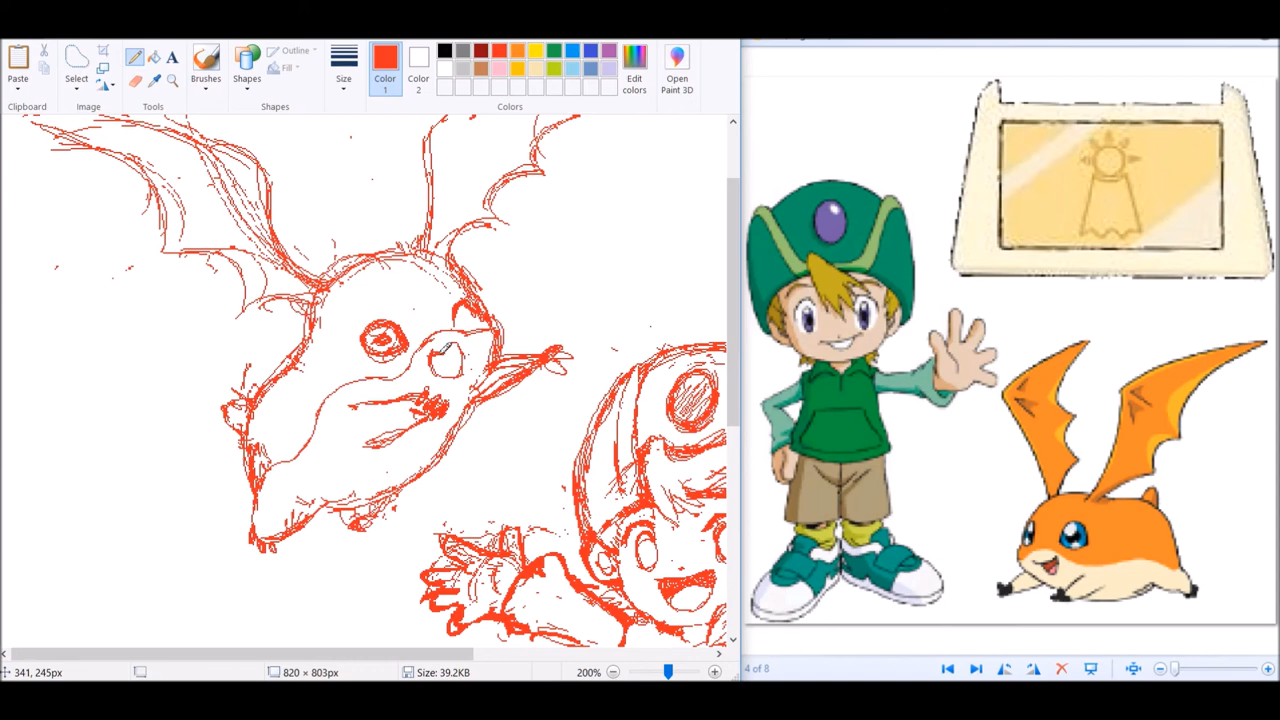 Paste
Select
Brushes
Shapes
Outline
Fill
Size
Color
1
Color
2
Edit
colors
Open
Paint 3D
Clipboard
Image
Tools
Shapes
Colors
341, 245px
820 × 803px
Size: 39.2KB
200%
4 of 8